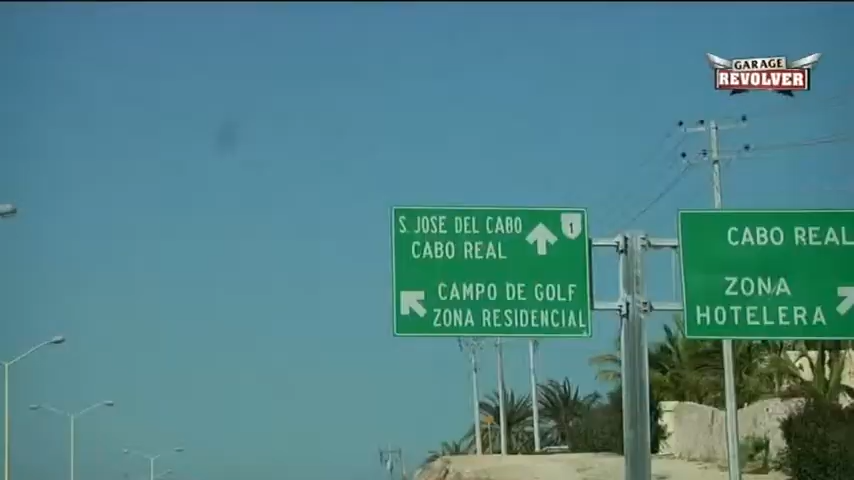 GARAGE
REVOLVER
S. JOSE DEL CABO
1
CABO REAL
CAMPO DE GOLF
ZONA RESIDENCIAL
CABO REAL
ZONA
HOTELERA